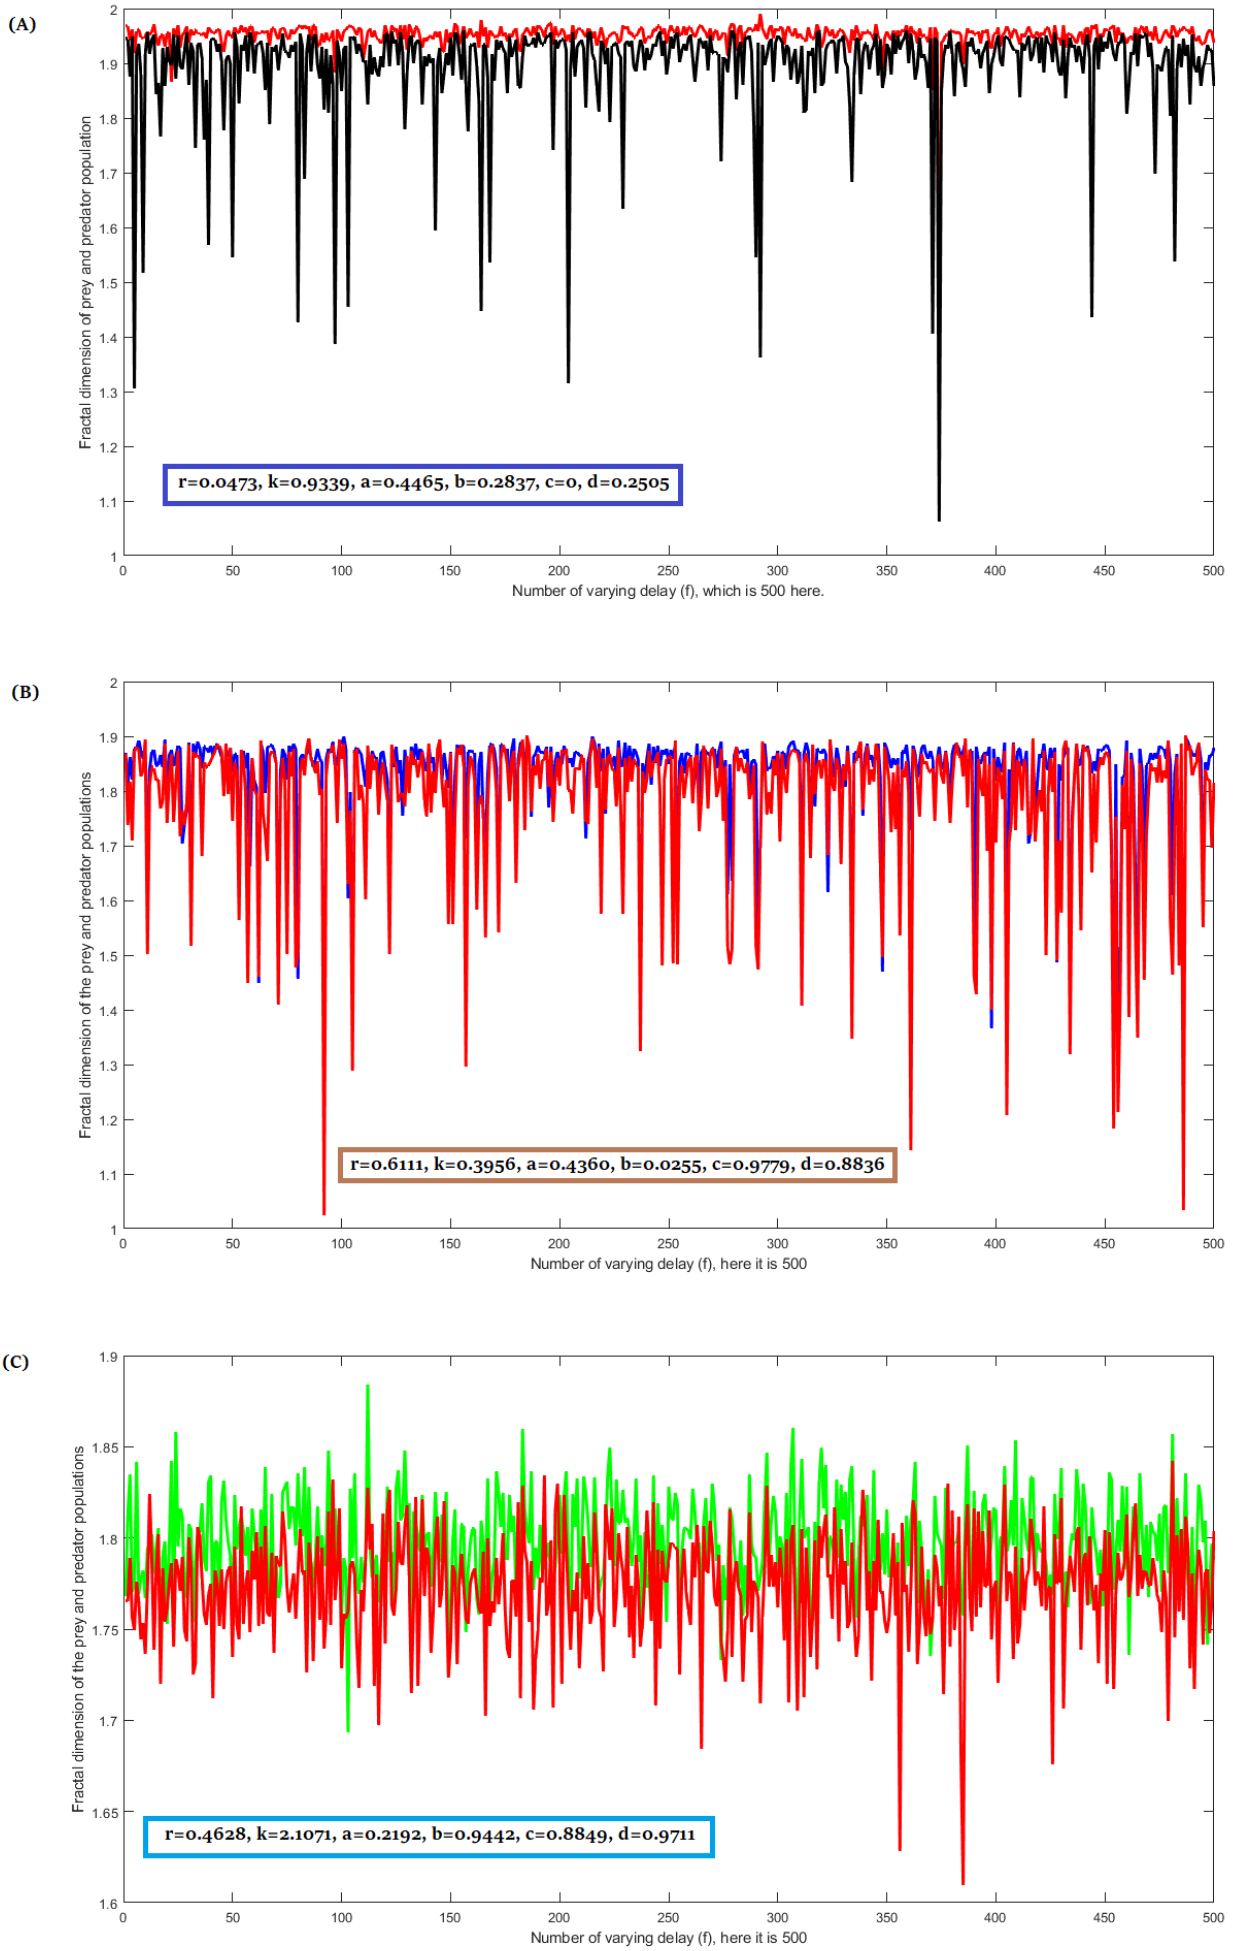 (A)
2
1.9
1.8
1.7
1.6
1.5
1.4
1.3
1.2
1.1
1
Fractal dimension of prey and predator population
r=0.0473, k=0.9339, a=0.4465, b=0.2837, c=0, d=0.2505
0 50 100 150 200 250 300 350 400 450 500
Number of varying delay (f), which is 500 here.
(B)
2
1.9
1.8
1.7
1.6
1.5
1.4
1.3
1.2
1.1
1
Fractal dimension of the prey and predator populations
r=0.6111, k=0.3956, a=0.4360, b=0.0255, c=0.9779, d=0.8836
0 50 100 150 200 250 300 350 400 450 500
Number of varying delay (f), here it is 500
(C)
1.9
1.85
1.8
1.75
1.7
1.65
1.6
Fractal dimension of the prey and predator populations
r=0.4628, k=2.1071, a=0.2192, b=0.9442, c=0.8849, d=0.9711
0 50 100 150 200 250 300 350 400 450 500
Number of varying delay (f), here it is 500